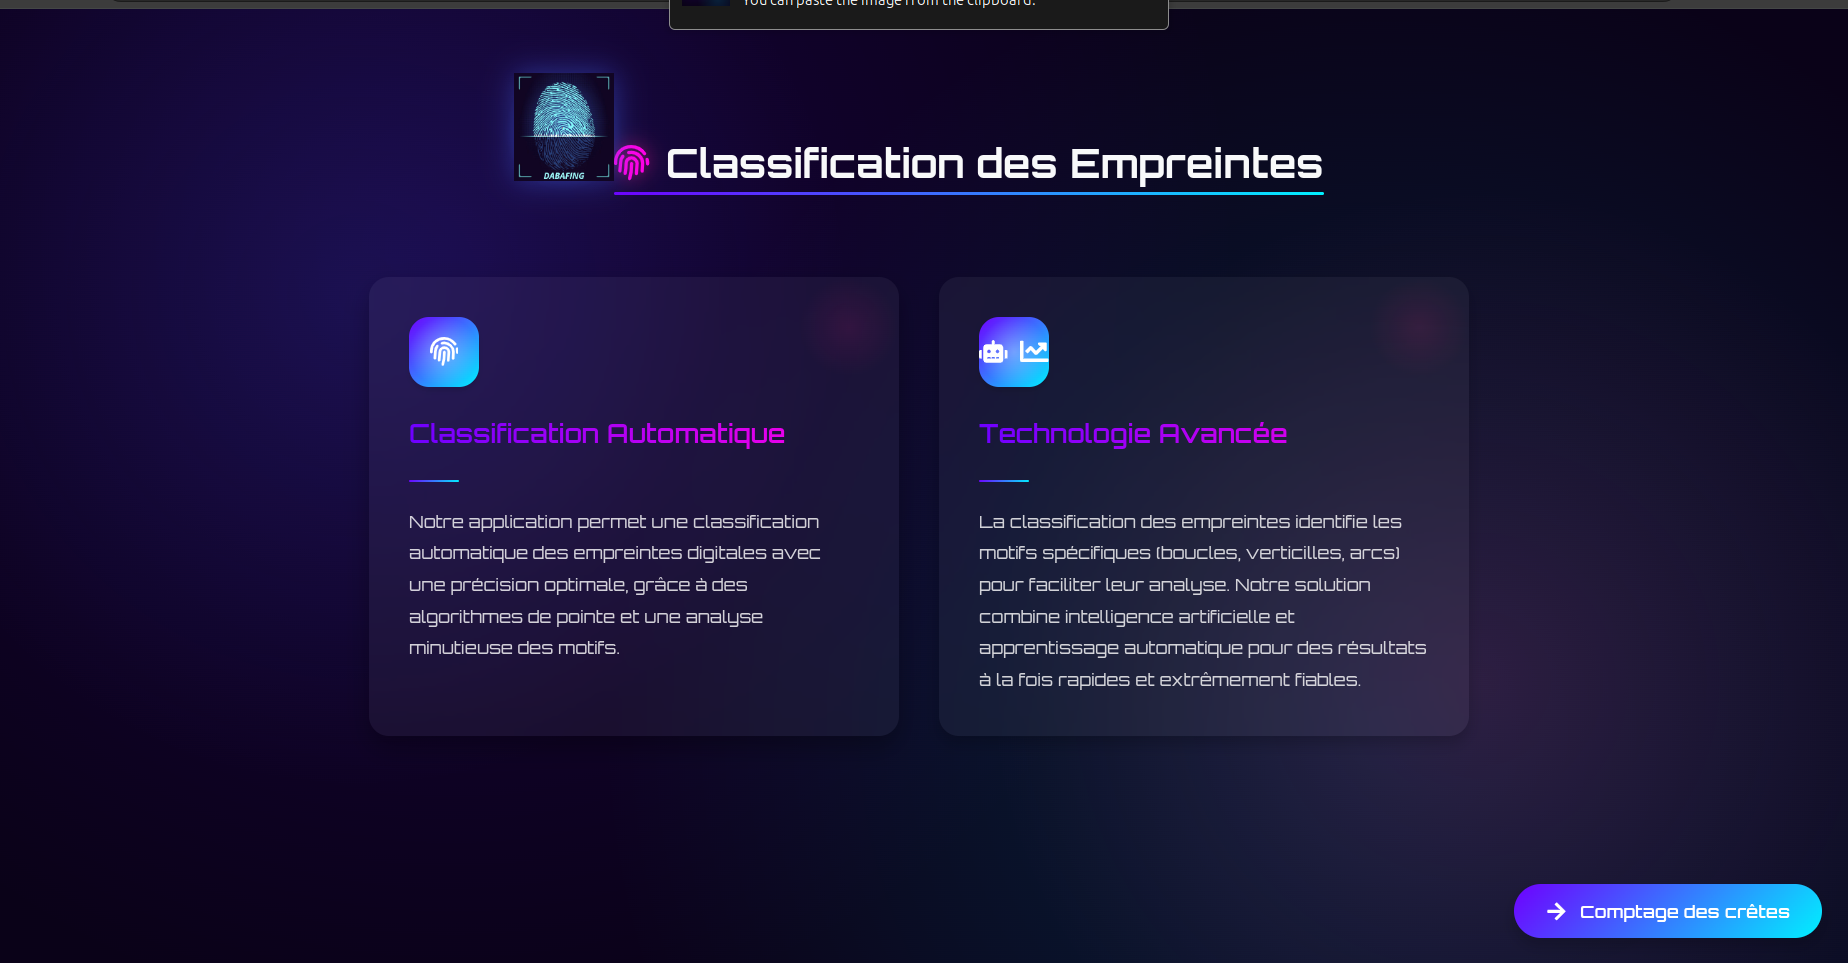 You can paste the image from the clipboard.
DABAFING
Classification des Empreintes
Classification Automatique
Notre application permet une classification
automatique des empreintes digitales avec
une précision optimale, grâce à des
algorithmes de pointe et une analyse
minutieuse des motifs.
Technologie Avancée
La classification des empreintes identifie les
motifs spécifiques (boucles, verticilles, arcs)
pour faciliter leur analyse. Notre solution
combine intelligence artificielle et
apprentissage automatique pour des résultats
à la fois rapides et extrêmement fiables.
Comptage des crêtes